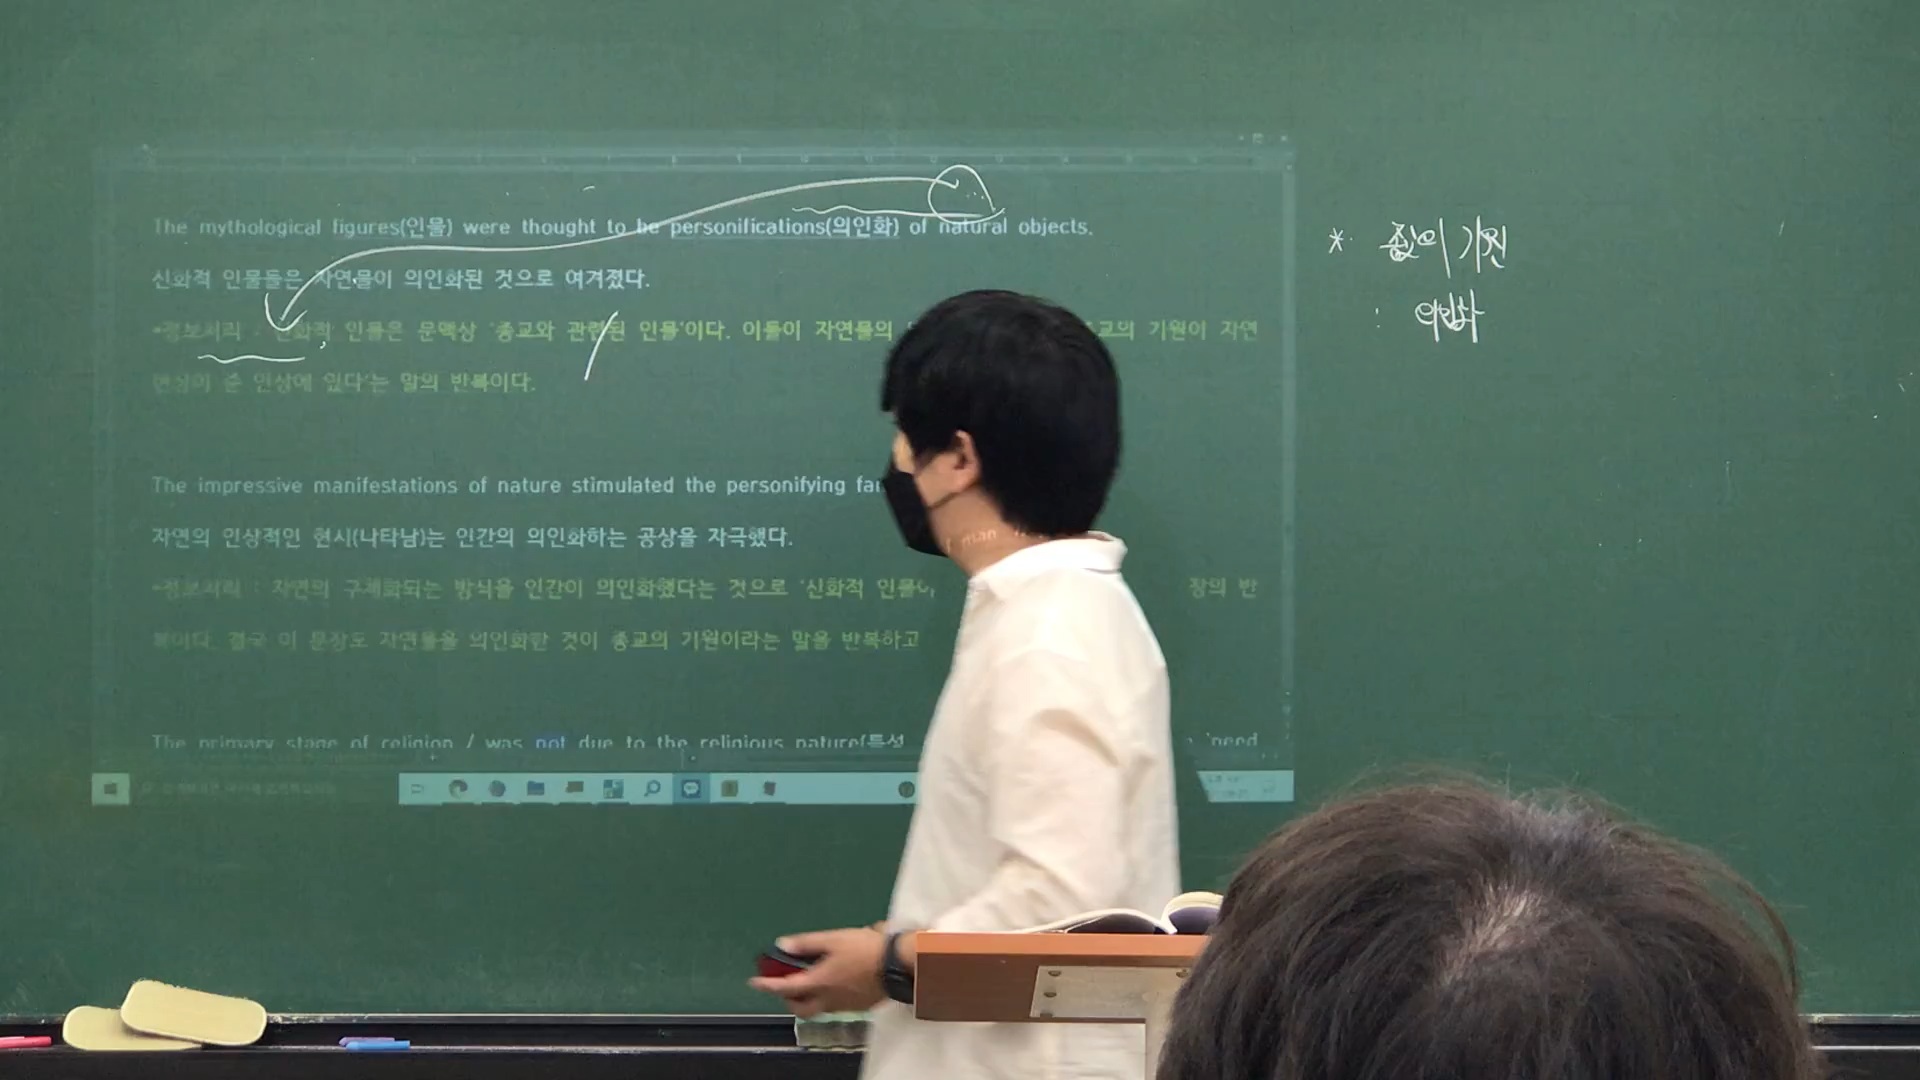 The mythological figures(인물) were thought to be personifications(의인화) of natural objects.
신화적 인물들은 자연물이 의인화된 것으로 여겨졌다.
*정보처리 : 신화적 인물은 문맥상 '종교와 관련된 인물'이다. 이들이 자연물의 종교의 기원이 자연
현상이 준 인상에 있다'는 말의 반복이다.
The impressive manifestations of nature stimulated the personifying
자연의 인상적인 현시(나타남)는 인간의 의인화하는 공상을 자극했다.
*정보처리 : 자연의 구체화되는 방식을 인간이 의인화했다는 것으로 '신화적 인물 장의 반
복이다. 결국 이 문장도 자연물을 의인화한 것이 종교의 기원이라는 말을 반복하고
The primary stage of religion / was not due to the religious nature(특성 'need
* 종교의 기원
: 의인화
man